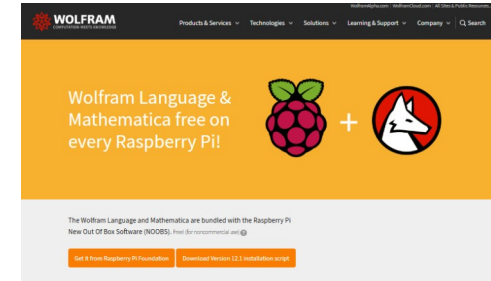 WolframAlpha.com | WolframCloud.com | All Sites & Public Resources...
WOLFRAM
COMPUTATION MEETS KNOWLEDGE
Products & Services Technologies Solutions Learning & Support Company Search
Wolfram Language &
Mathematica free on
every Raspberry Pi!
+
The Wolfram Language and Mathematica are bundled with the Raspberry Pi
New Out Of Box Software (NOOBS). Free! (for noncommercial use)
Get It from Raspberry Pi Foundation
Download Version 12.1 installation script